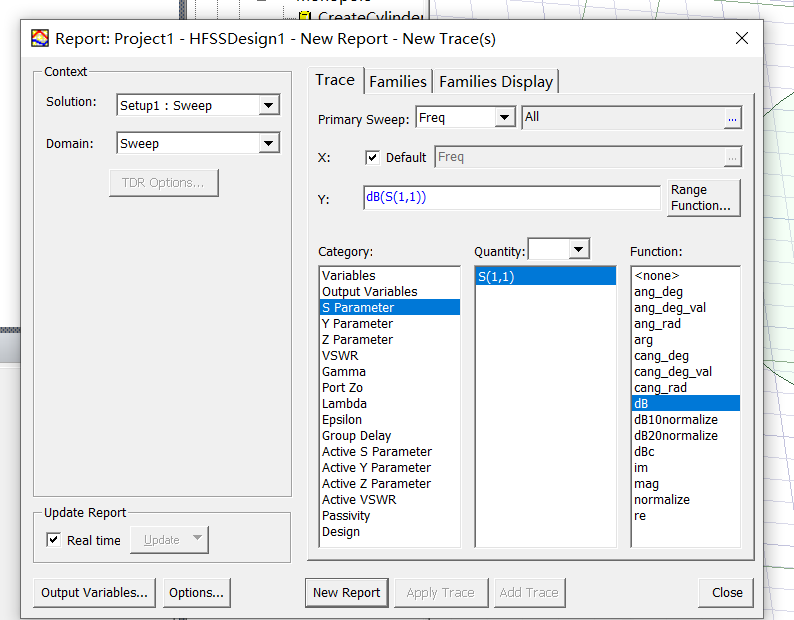 Monopole
CreateCylinder
Report: Project1 - HFSSDesign1 - New Report - New Trace(s)
Context
Solution: Setup1 : Sweep
Domain: Sweep
TDR Options...
Update Report
Real time Update
Output Variables... Options...
Trace Families Families Display
Primary Sweep: Freq All ...
X: Default Freq ...
Y: dB(S(1,1)) Range Function...
Category:
Variables
Output Variables
S Parameter
Y Parameter
Z Parameter
VSWR
Gamma
Port Zo
Lambda
Epsilon
Group Delay
Active S Parameter
Active Y Parameter
Active Z Parameter
Active VSWR
Passivity
Design
Quantity:
S(1,1)
Function:
<none>
ang_deg
ang_deg_val
ang_rad
arg
cang_deg
cang_deg_val
cang_rad
dB
dB10normalize
dB20normalize
dBc
im
mag
normalize
re
New Report Apply Trace Add Trace Close